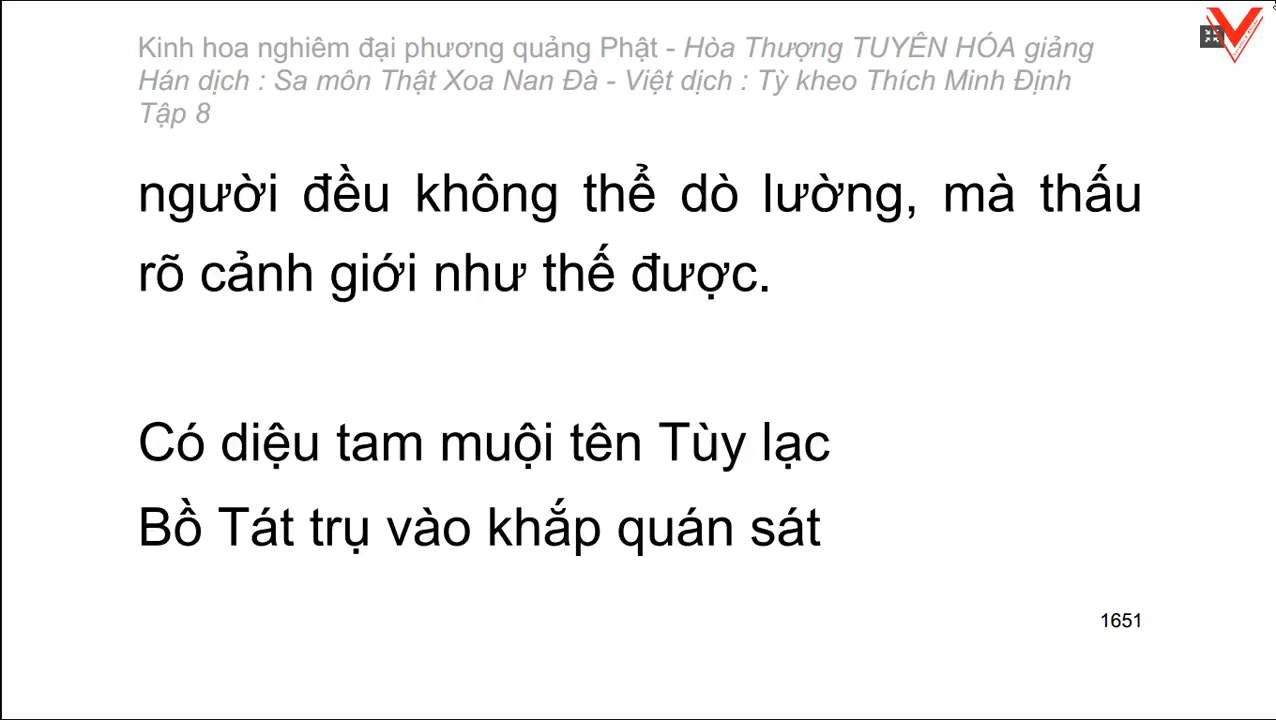 Kinh hoa nghiêm đại phương quảng Phật - Hòa Thượng TUYÊN HÓA giảng
Hán dịch : Sa môn Thật Xoa Nan Đà - Việt dịch : Tỳ kheo Thích Minh Định
Tập 8
người đều không thể dò lường, mà thấu
rõ cảnh giới như thế được.
Có diệu tam muội tên Tùy lạc
Bồ Tát trụ vào khắp quán sát
1651